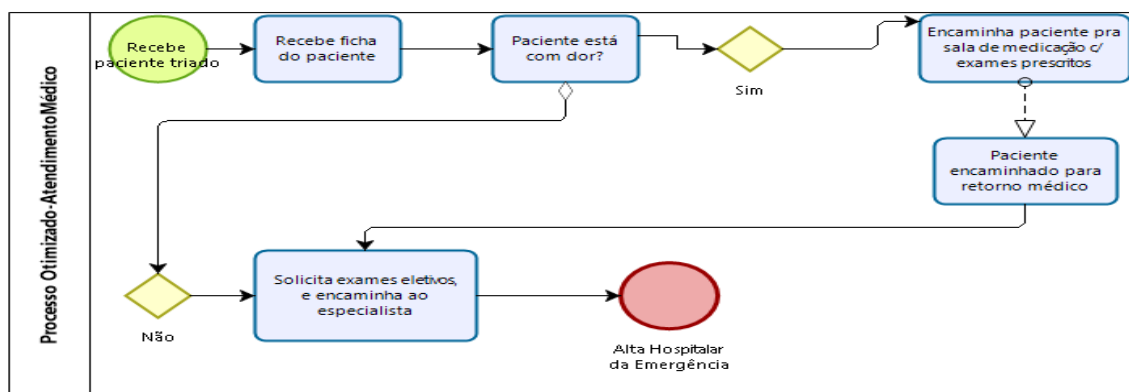 Processo Otimizado-AtendimentoMédico
Recebe
paciente triado
Recebe ficha
do paciente
Paciente está
com dor?
Sim
Encaminha paciente pra
sala de medicação c/
exames prescritos
Paciente
encaminhado para
retorno médico
Não
Solicita exames eletivos,
e encaminha ao
especialista
Alta Hospitalar
da Emergência